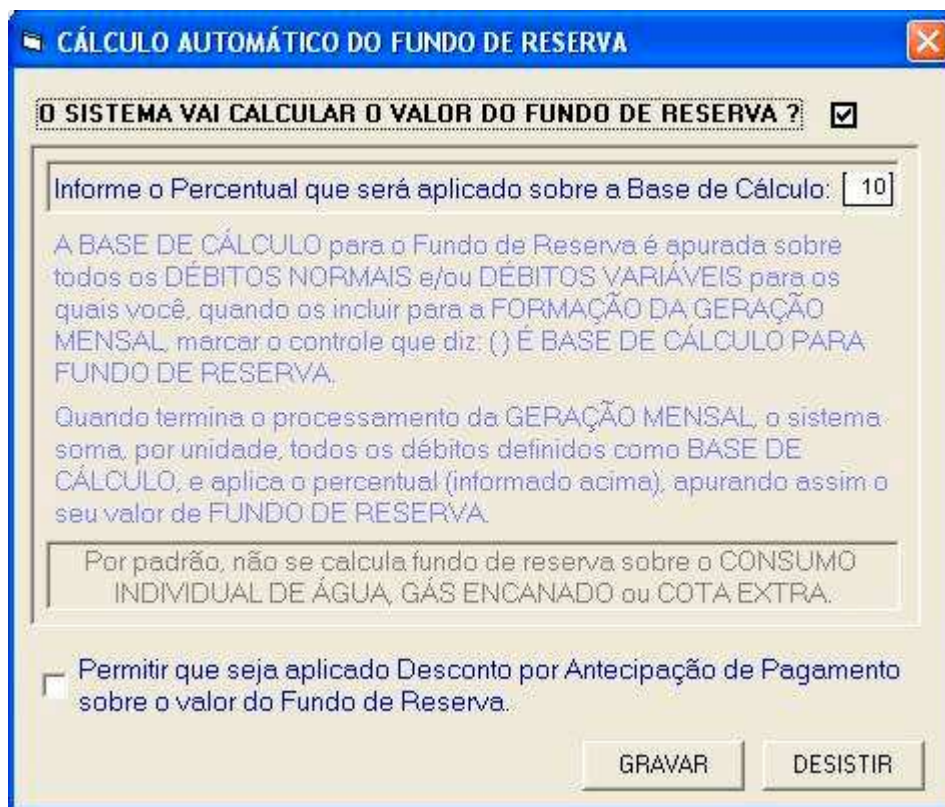 CÁLCULO AUTOMÁTICO DO FUNDO DE RESERVA
O SISTEMA VAI CALCULAR O VALOR DO FUNDO DE RESERVA ?
Informe o Percentual que será aplicado sobre a Base de Cálculo: 10
A BASE DE CÁLCULO para o Fundo de Reserva é apurada sobre
todos os DÉBITOS NORMAIS e/ou DÉBITOS VARIÁVEIS para os
quais você, quando os incluir para a FORMAÇÃO DA GERAÇÃO
MENSAL, marcar o controle que diz: () É BASE DE CÁLCULO PARA
FUNDO DE RESERVA.
Quando termina o processamento da GERAÇÃO MENSAL, o sistema
soma, por unidade, todos os débitos definidos como BASE DE
CÁLCULO, e aplica o percentual (informado acima), apurando assim o
seu valor de FUNDO DE RESERVA.
Por padrão, não se calcula fundo de reserva sobre o CONSUMO
INDIVIDUAL DE ÁGUA, GÁS ENCANADO ou COTA EXTRA.
Permitir que seja aplicado Desconto por Antecipação de Pagamento
sobre o valor do Fundo de Reserva.
GRAVAR DESISTIR